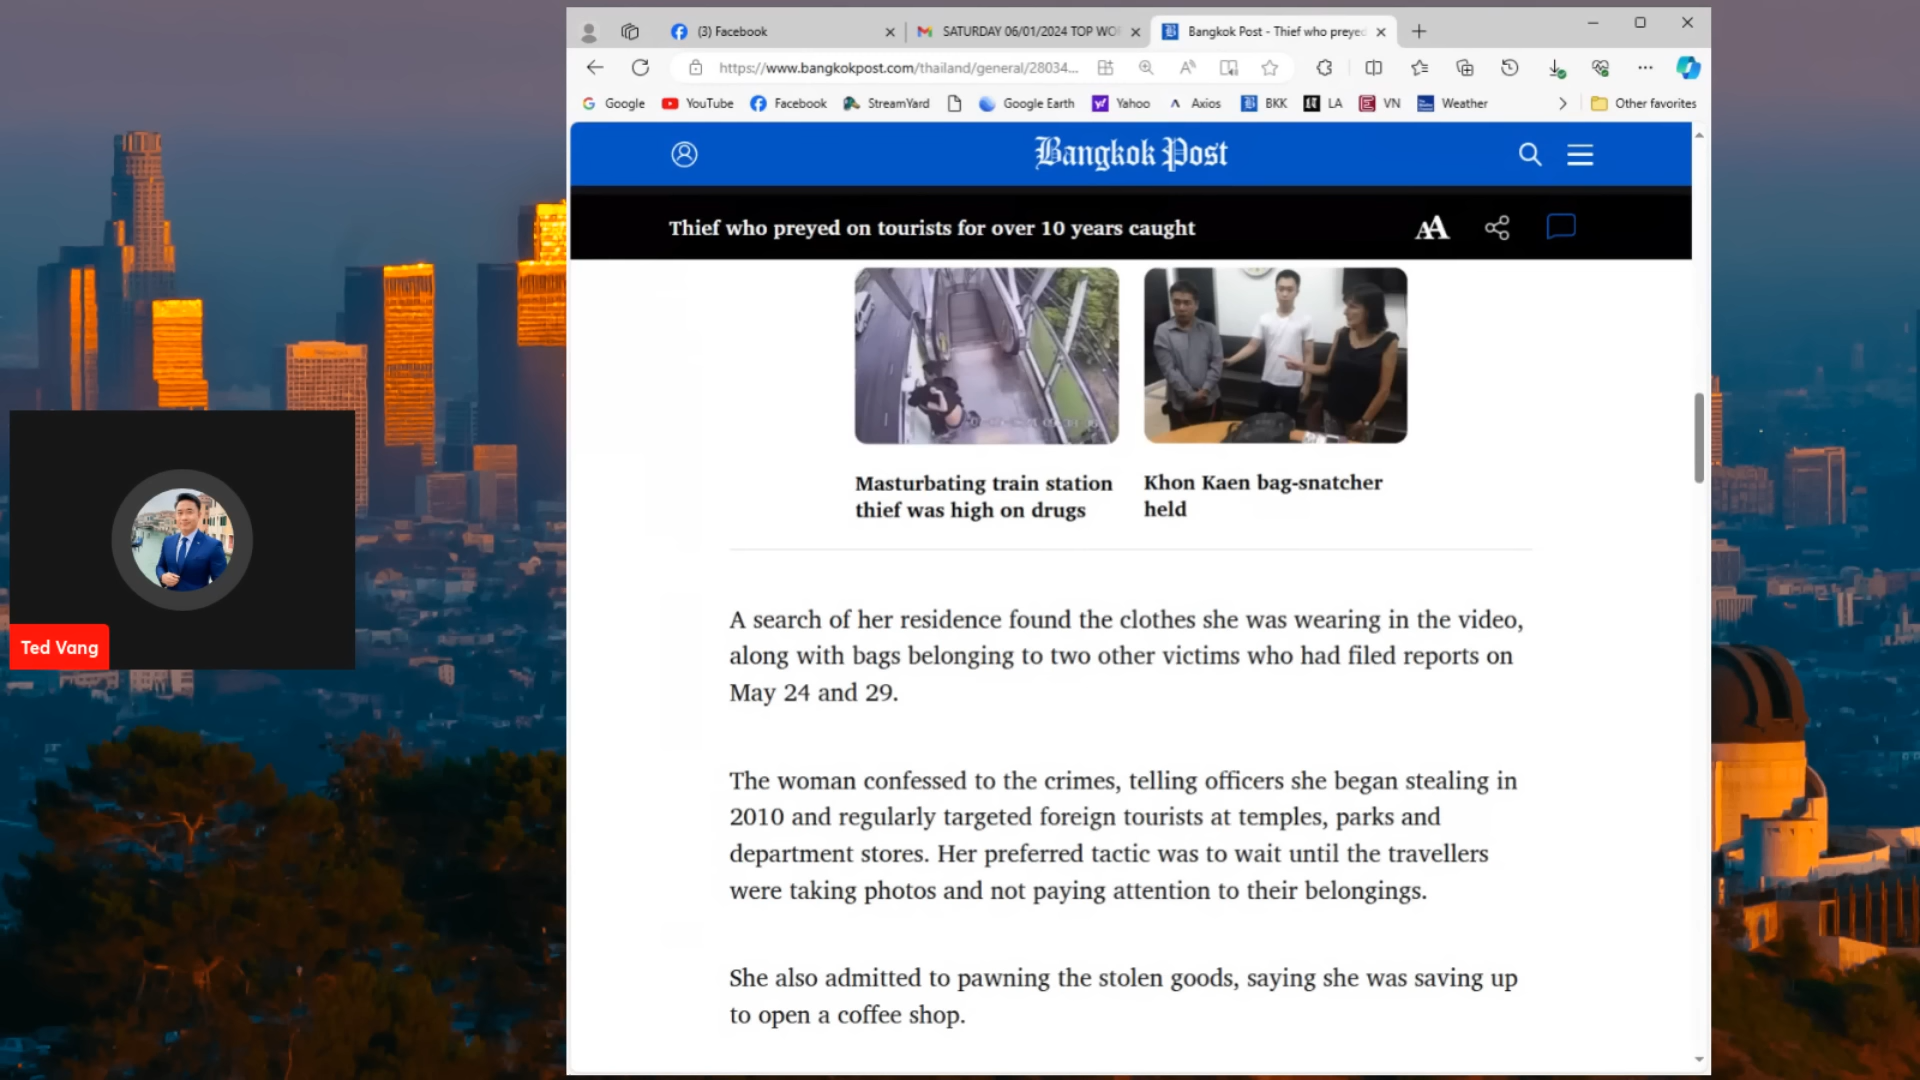 (3) Facebook
SATURDAY 06/01/2024 TOP WO
Bangkok Post - Thief who preyed
https://www.bangkokpost.com/thailand/general/28034...
Google
YouTube
Facebook
StreamYard
Google Earth
Yahoo
Axios
BKK
LA
VN
Weather
Other favorites
Bangkok Post
Thief who preyed on tourists for over 10 years caught
AA
Masturbating train station
thief was high on drugs
Khon Kaen bag-snatcher
held
A search of her residence found the clothes she was wearing in the video,
along with bags belonging to two other victims who had filed reports on
May 24 and 29.
The woman confessed to the crimes, telling officers she began stealing in
2010 and regularly targeted foreign tourists at temples, parks and
department stores. Her preferred tactic was to wait until the travellers
were taking photos and not paying attention to their belongings.
She also admitted to pawning the stolen goods, saying she was saving up
to open a coffee shop.
Ted Vang